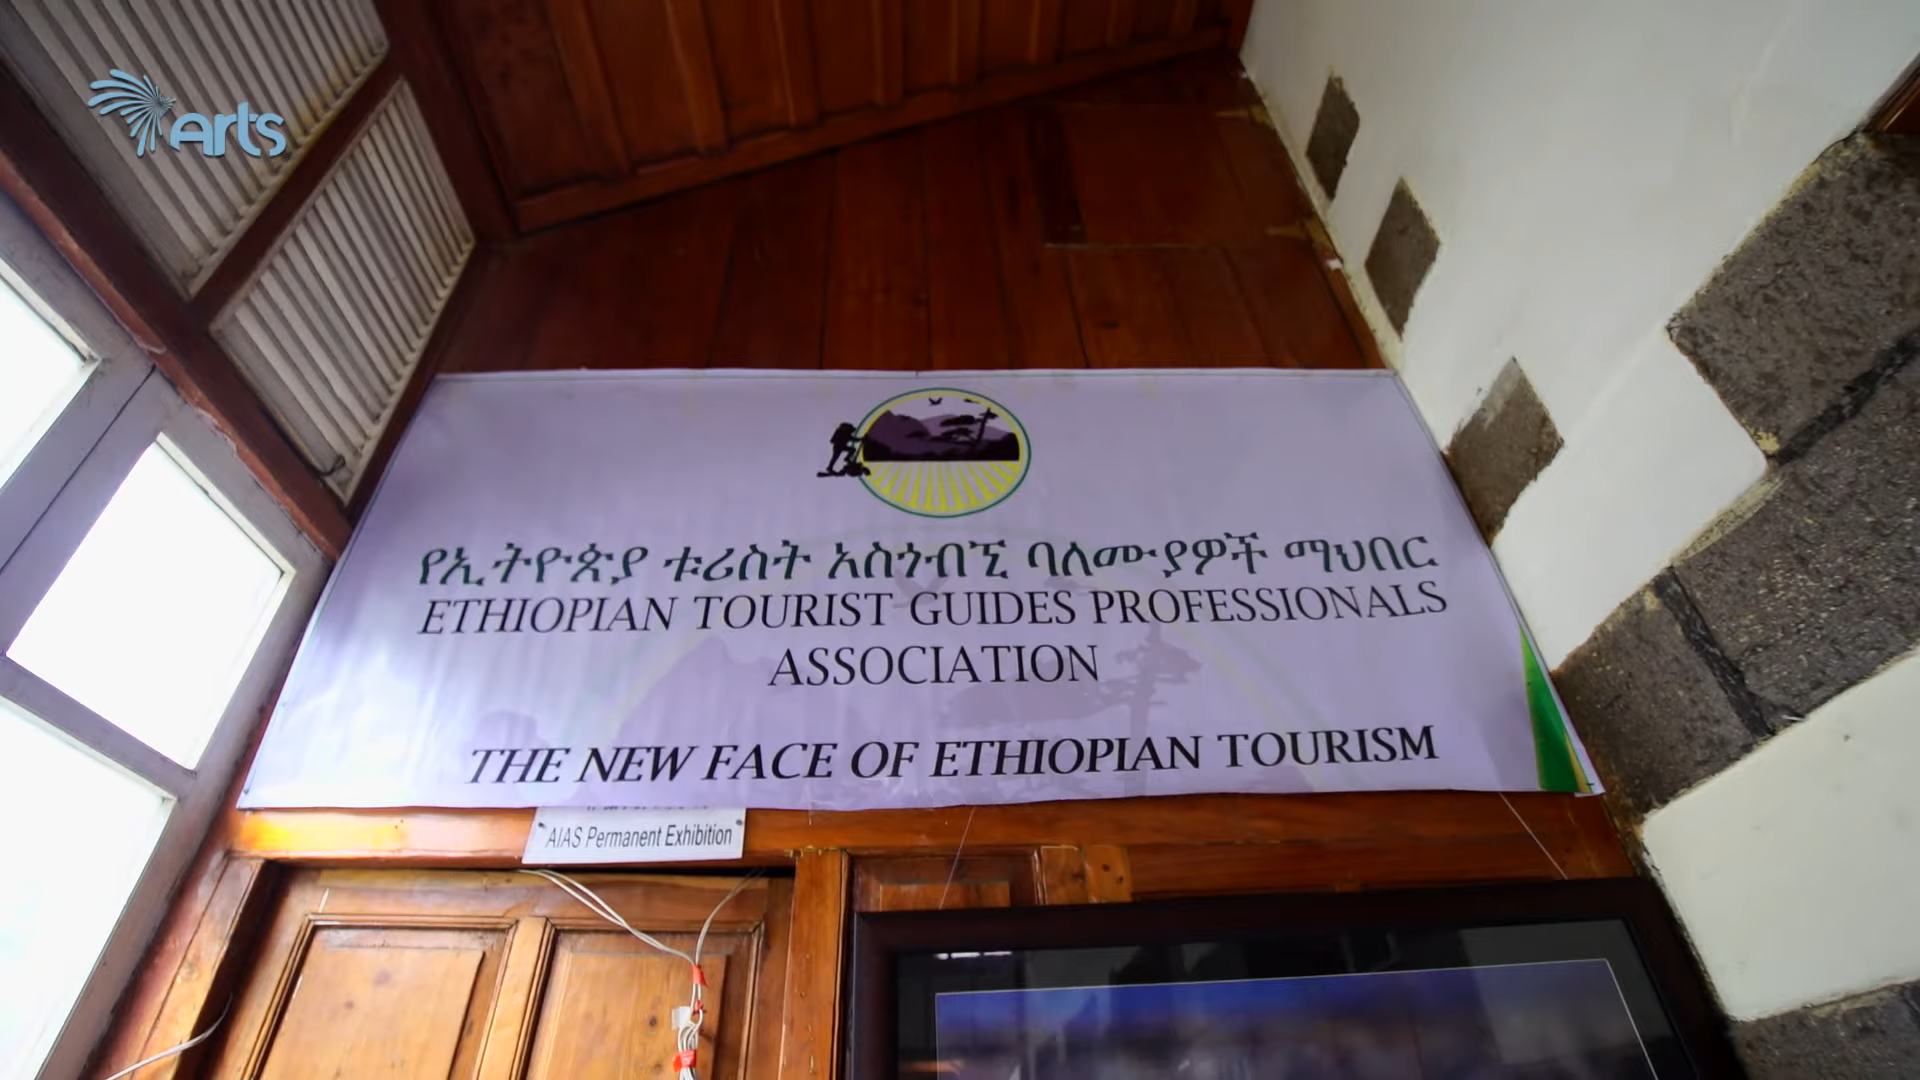 arts
የኢትዮጵያ ቱሪስት አስጎብኚ ባለሙያዎች ማህበር
ETHIOPIAN TOURIST GUIDES PROFESSIONALS
ASSOCIATION
THE NEW FACE OF ETHIOPIAN TOURISM
AIAS Permanent Exhibition